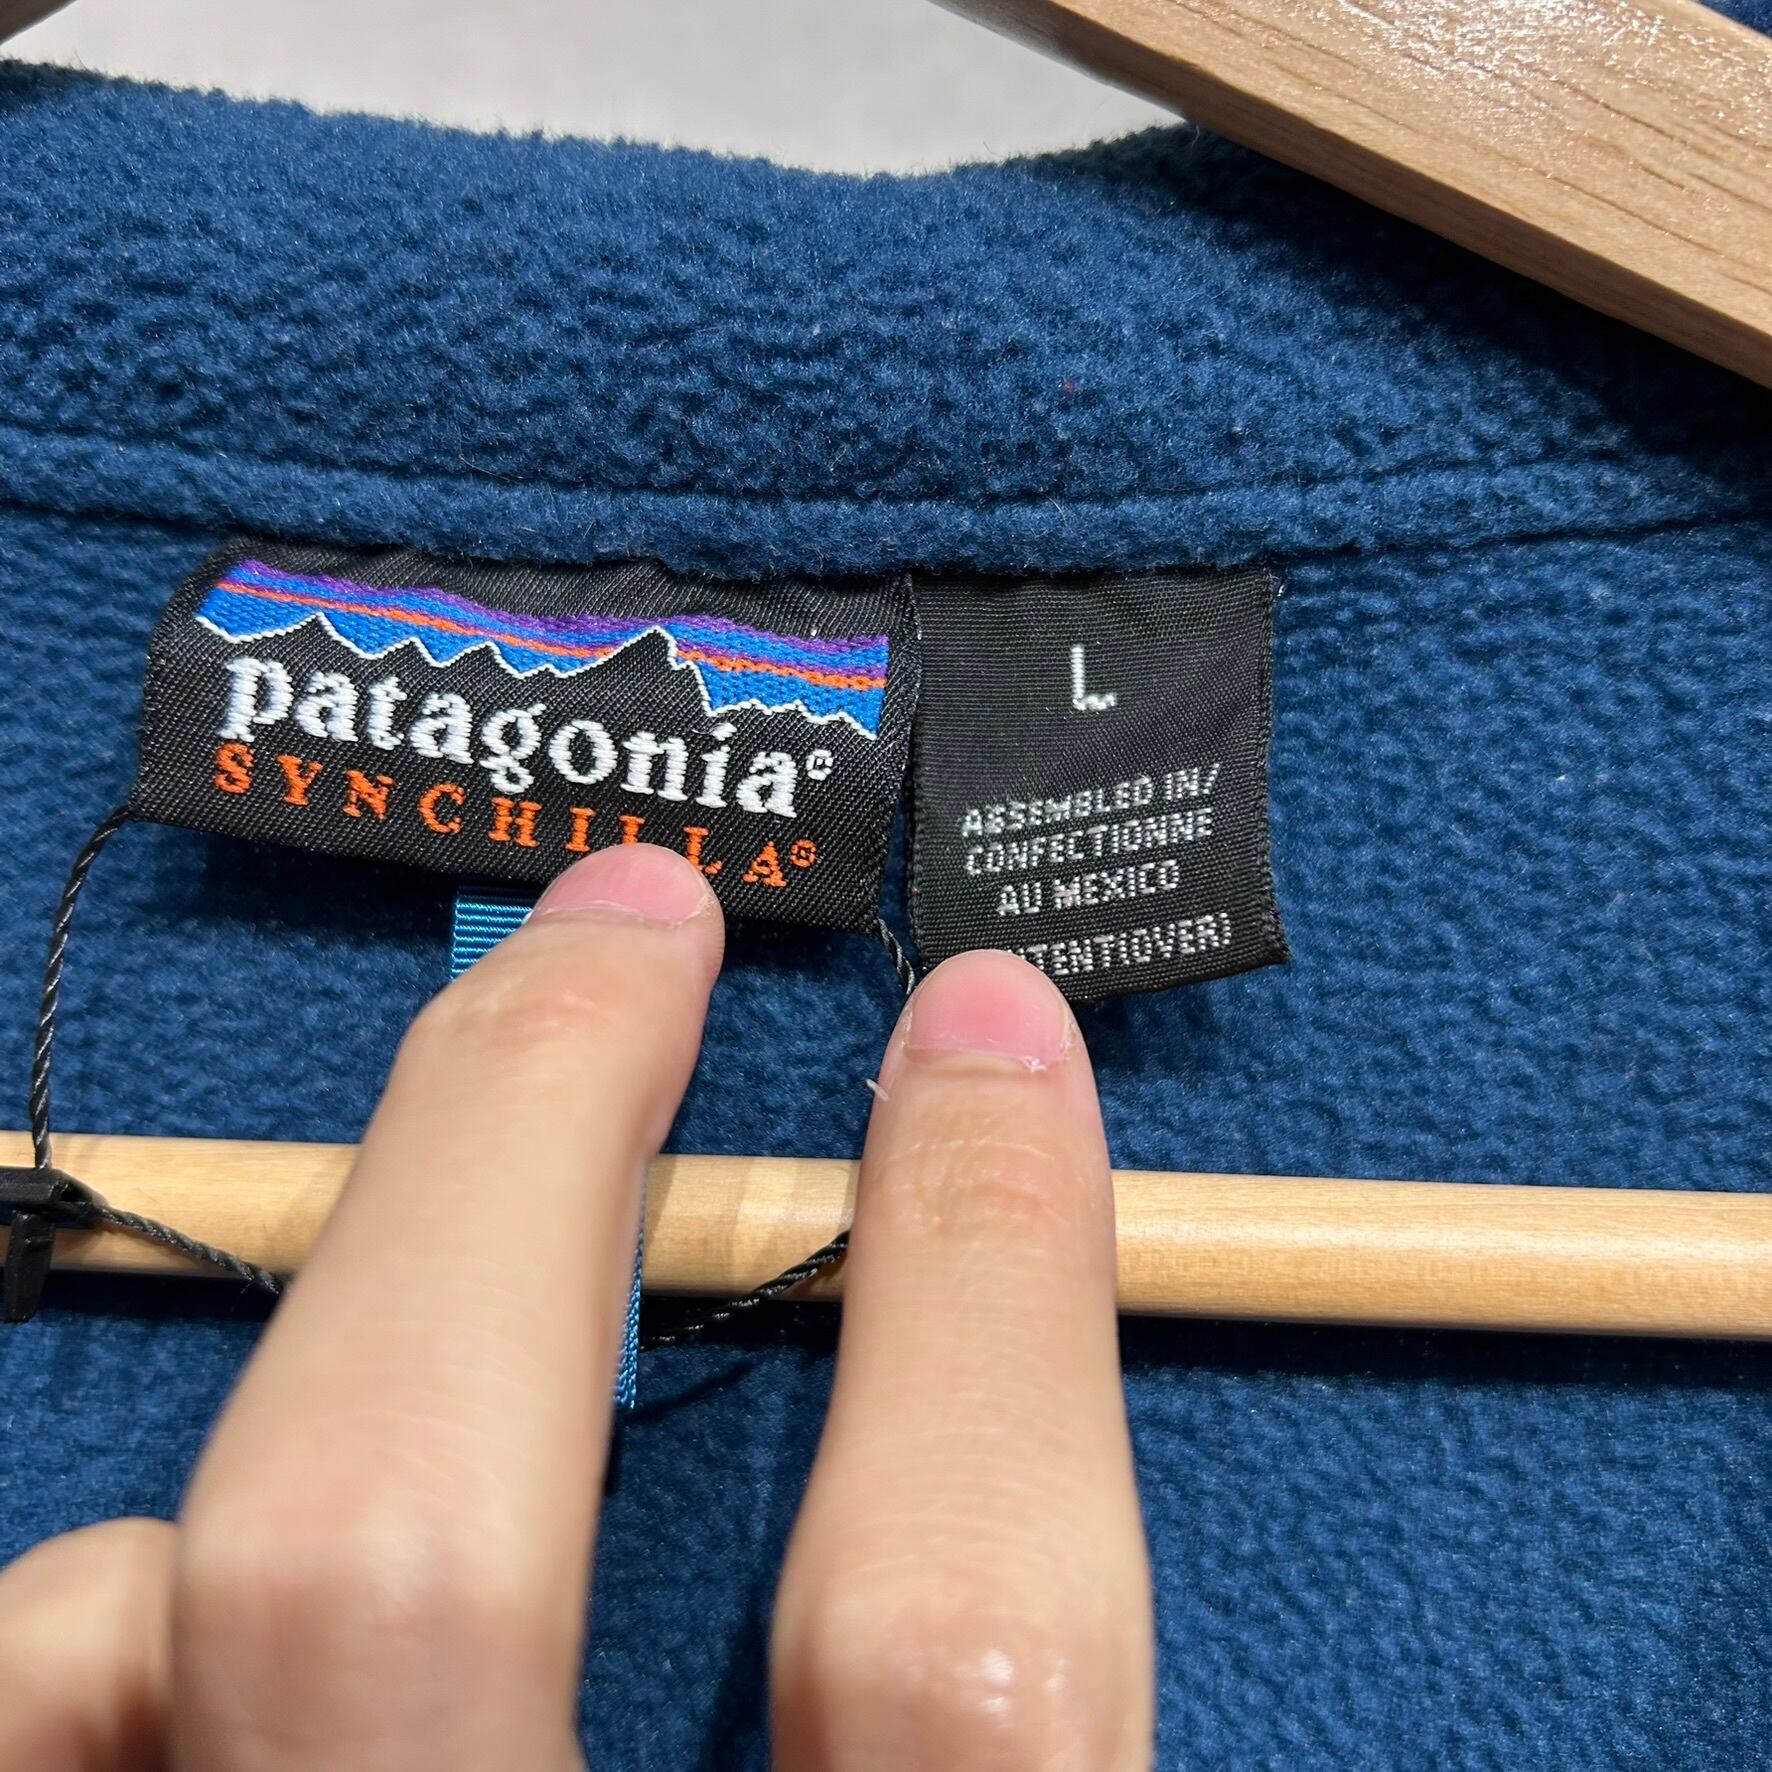 patagonia®
SYNCHILLA®
L
ASSEMBLED IN/
CONFECTIONNE
AU MEXICO